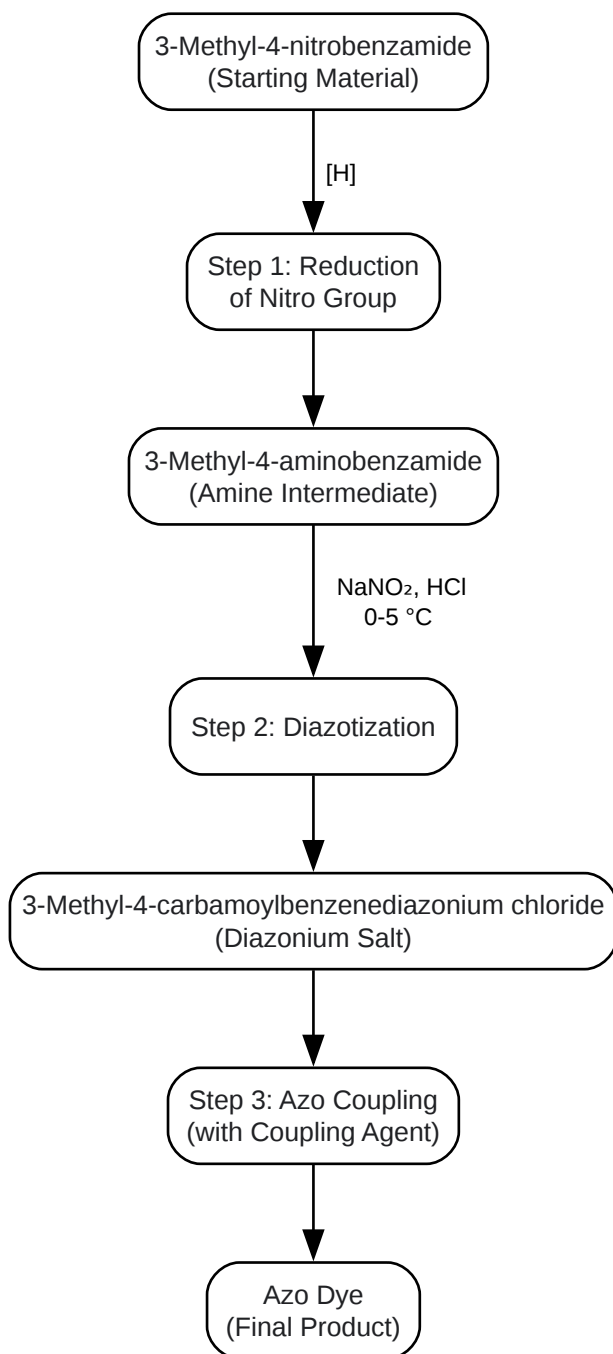 3-Methyl-4-nitrobenzamide
(Starting Material)
[H]
Step 1: Reduction
of Nitro Group
3-Methyl-4-aminobenzamide
(Amine Intermediate)
NaNO₂, HCl
0-5 °C
Step 2: Diazotization
3-Methyl-4-carbamoylbenzenediazonium chloride
(Diazonium Salt)
Step 3: Azo Coupling
(with Coupling Agent)
Azo Dye
(Final Product)